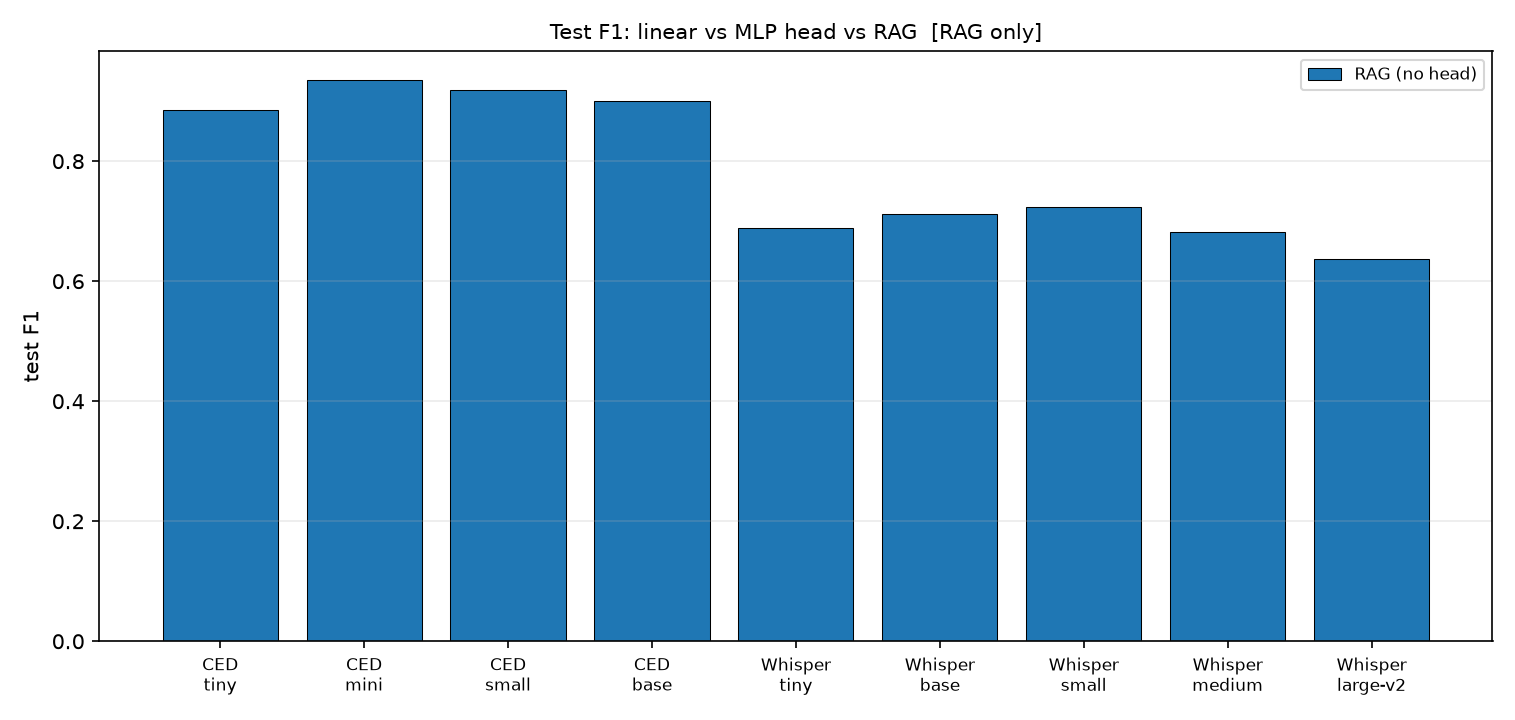 Test F1: linear vs MLP head vs RAG  [RAG only]
RAG (no head)
test F1
0.8
0.6
0.4
0.2
0.0
CED tiny
CED mini
CED small
CED base
Whisper tiny
Whisper base
Whisper small
Whisper medium
Whisper large-v2